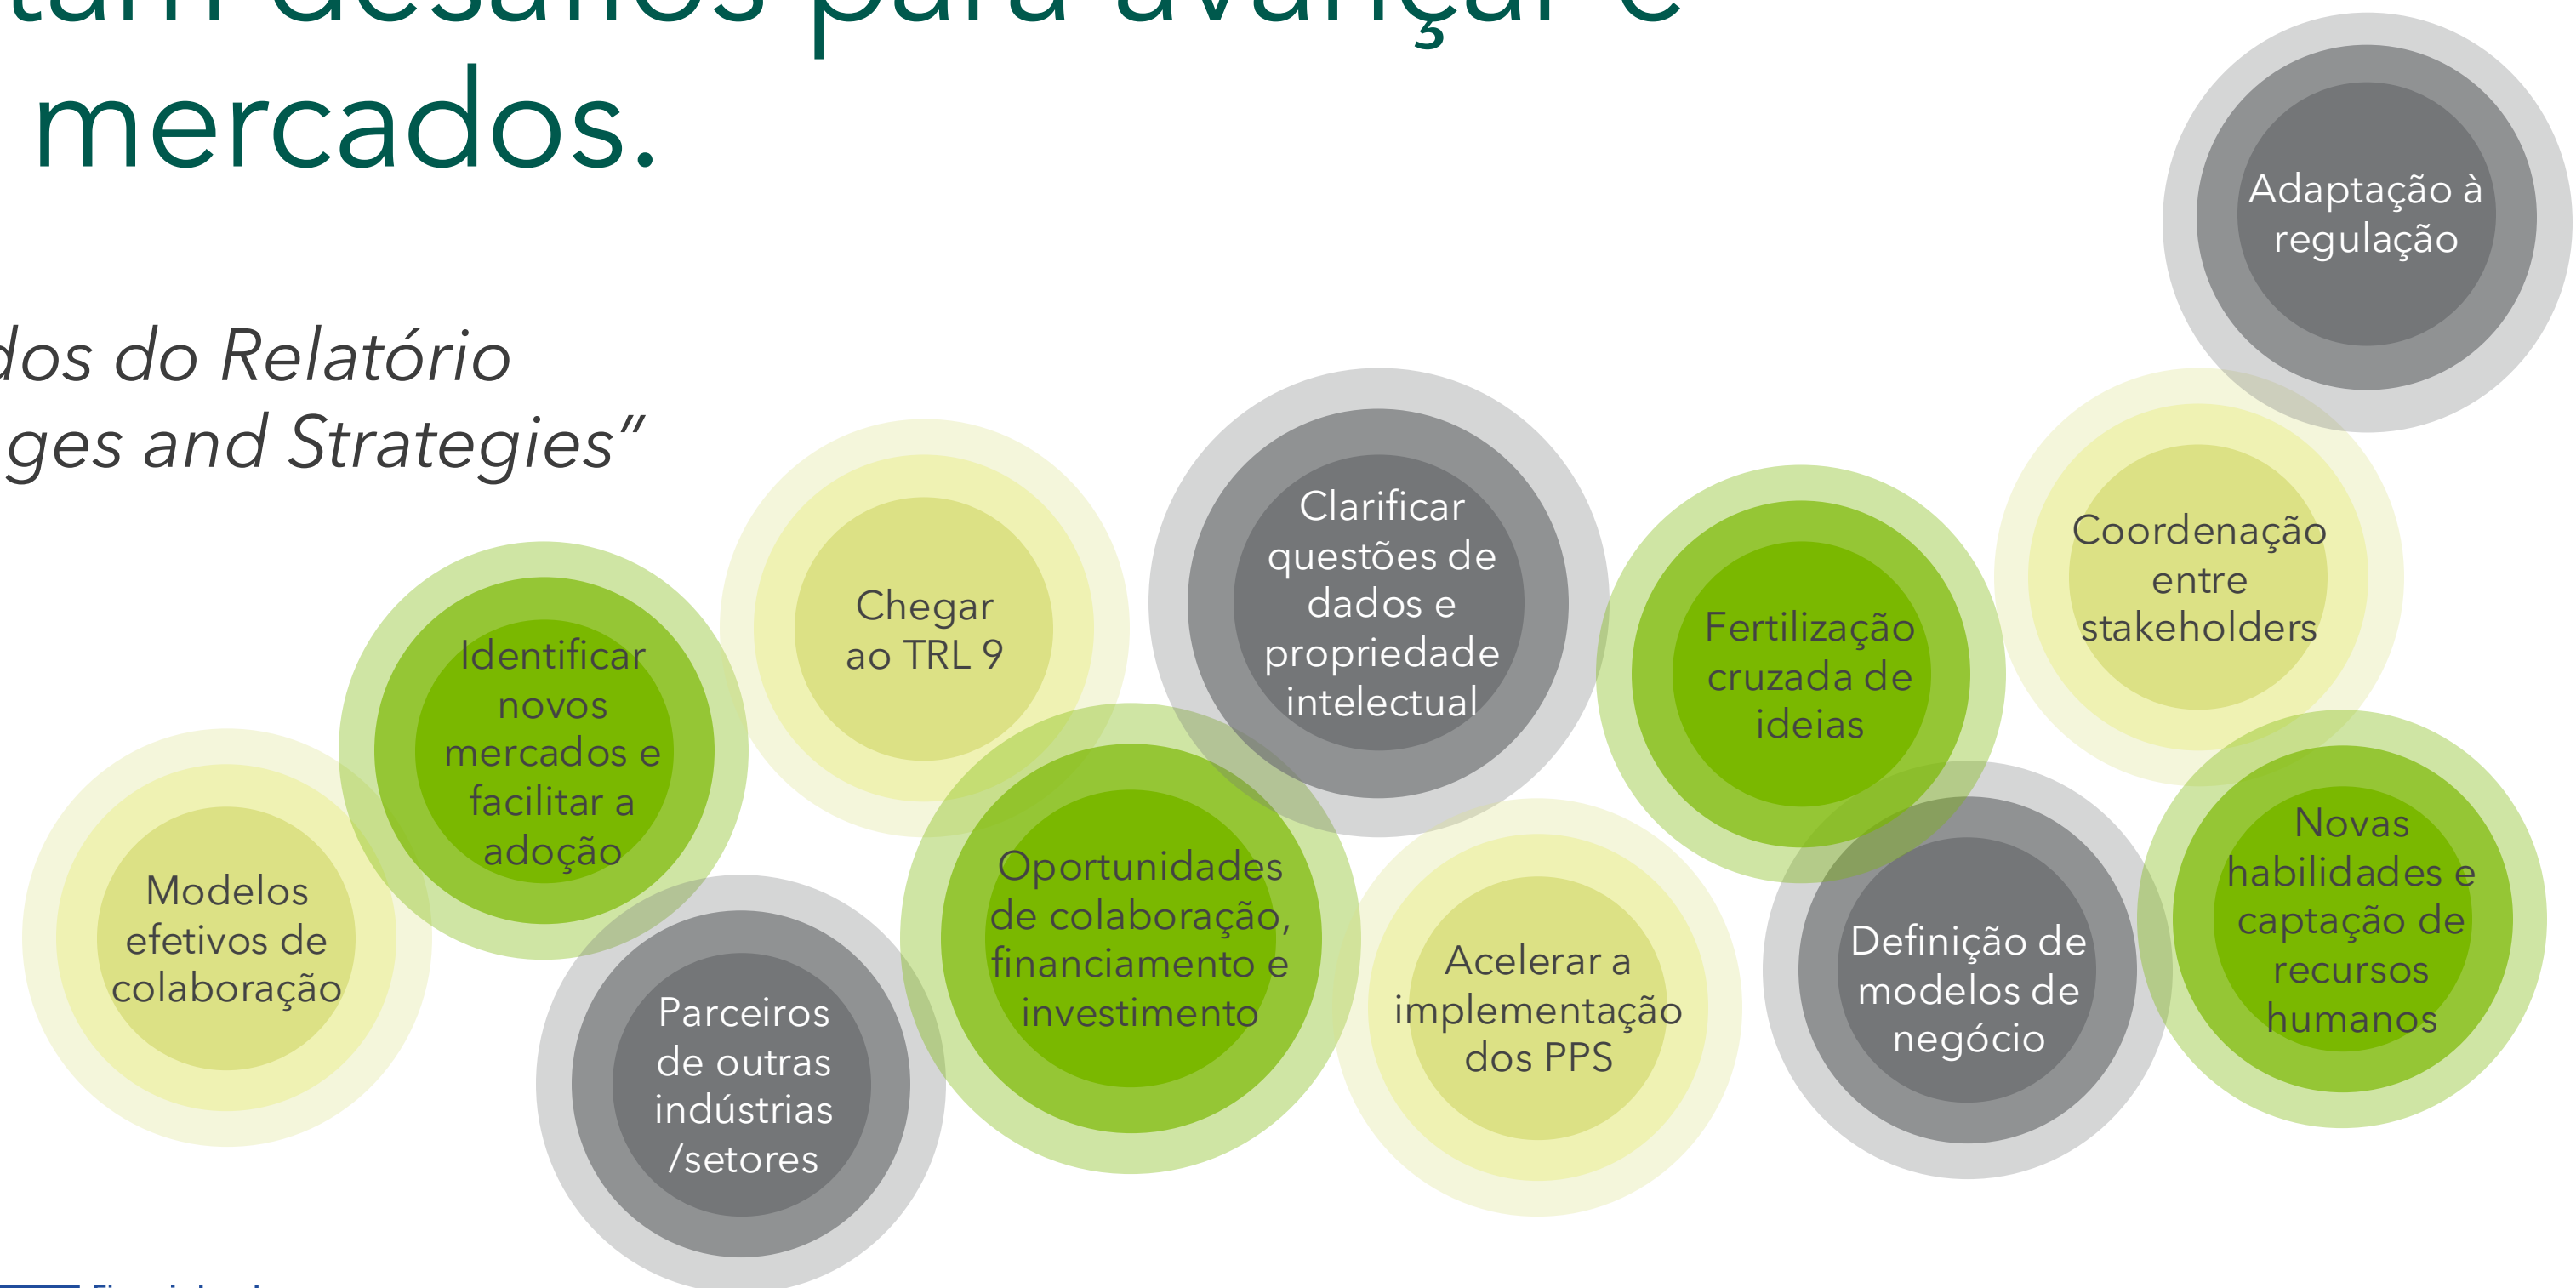 desafios para avançar e
mercados.
do Relatório
and Strategies”
Adaptação à
regulação
Clarificar
questões de
dados e
propriedade
intelectual
Coordenação
entre
stakeholders
Chegar
ao TRL 9
Fertilização
cruzada de
ideias
Identificar
novos
mercados e
facilitar a
adoção
Novas
habilidades e
captação de
recursos
humanos
Oportunidades
de colaboração,
financiamento e
investimento
Modelos
efetivos de
colaboração
Definição de
modelos de
negócio
Acelerar a
implementação
dos PPS
Parceiros
de outras
indústrias
/setores